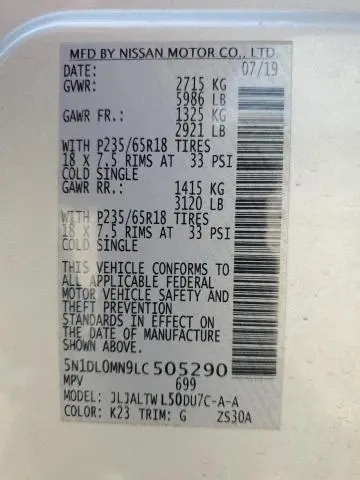 MFD BY NISSAN MOTOR CO., LTD.
DATE: 07/19
GVWR: 2715 KG
5986 LB
GAWR FR.: 1325 KG
2921 LB
WITH P235/65R18 TIRES
18 X 7.5 RIMS AT 33 PSI
COLD SINGLE
GAWR RR.: 1415 KG
3120 LB
WITH P235/65R18 TIRES
18 X 7.5 RIMS AT 33 PSI
COLD SINGLE
THIS VEHICLE CONFORMS TO
ALL APPLICABLE FEDERAL
MOTOR VEHICLE SAFETY AND
THEFT PREVENTION
STANDARDS IN EFFECT ON
THE DATE OF MANUFACTURE
SHOWN ABOVE.
5N1DL0MN9LC505290
MPV 699
MODEL: JLJALTWL50DU7C-A-A
COLOR: K23 TRIM: G ZS30A